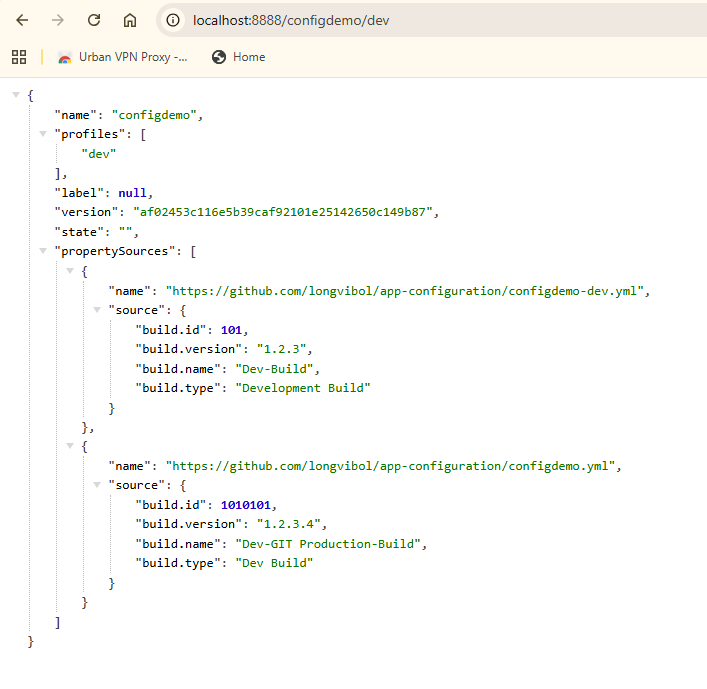 localhost:8888/configdemo/dev
Urban VPN Proxy -... Home
{
"name": "configdemo",
"profiles": [
"dev"
],
"label": null,
"version": "af02453c116e5b39caf92101e25142650c149b87",
"state": "",
"propertySources": [
{
"name": "https://github.com/longvibol/app-configuration/configdemo-dev.yml",
"source": {
"build.id": 101,
"build.version": "1.2.3",
"build.name": "Dev-Build",
"build.type": "Development Build"
}
},
{
"name": "https://github.com/longvibol/app-configuration/configdemo.yml",
"source": {
"build.id": 1010101,
"build.version": "1.2.3.4",
"build.name": "Dev-GIT Production-Build",
"build.type": "Dev Build"
}
}
]
}